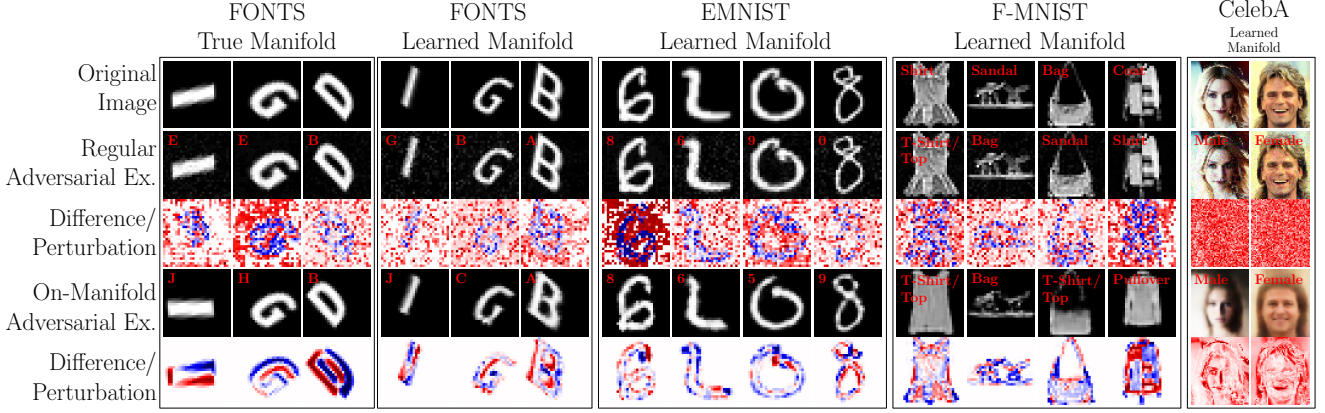 FONTS FONTS EMNIST F-MNIST CelebA
True Manifold Learned Manifold Learned Manifold Learned Manifold Learned
Manifold
Original
Image
Shirt Sandal Bag Coat
Regular
Adversarial Ex.
E E B G B A 8 6 9 0 T-Shirt/
Top Bag Sandal Shirt Male Female
Difference/
Perturbation
On-Manifold
Adversarial Ex.
J H B J C A 8 6 5 9 T-Shirt/
Top Bag T-Shirt/
Top Pullover Male Female
Difference/
Perturbation